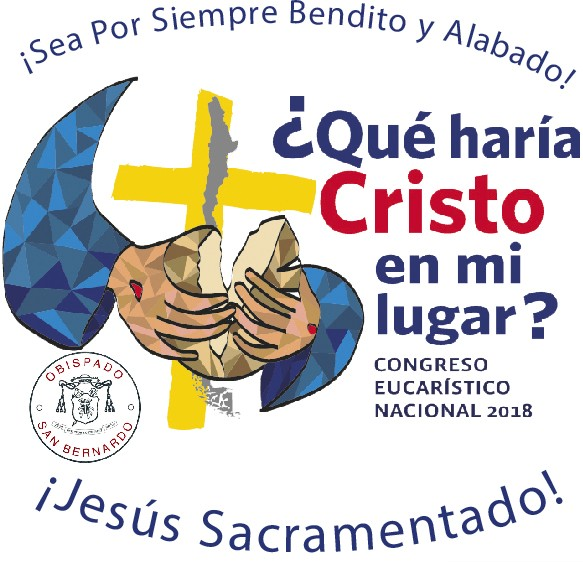 ¡Sea Por Siempre Bendito y Alabado!
¿Qué haría
Cristo
en mi
lugar?
CONGRESO
EUCARÍSTICO
NACIONAL 2018
OBISPADO
SAN BERNARDO
¡Jesús Sacramentado!